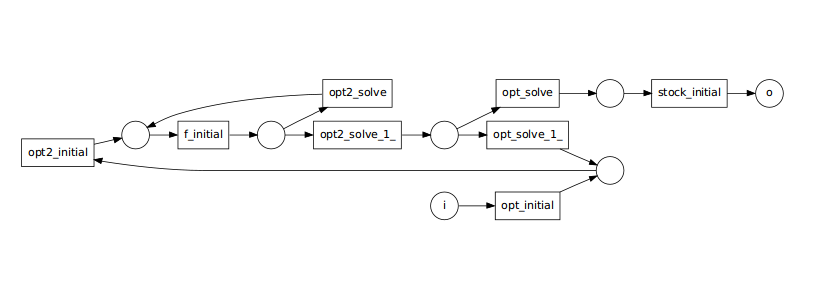 opt2_solve
opt_solve
stock_initial
o
f_initial
opt2_solve_1_
opt_solve_1_
opt2_initial
i
opt_initial